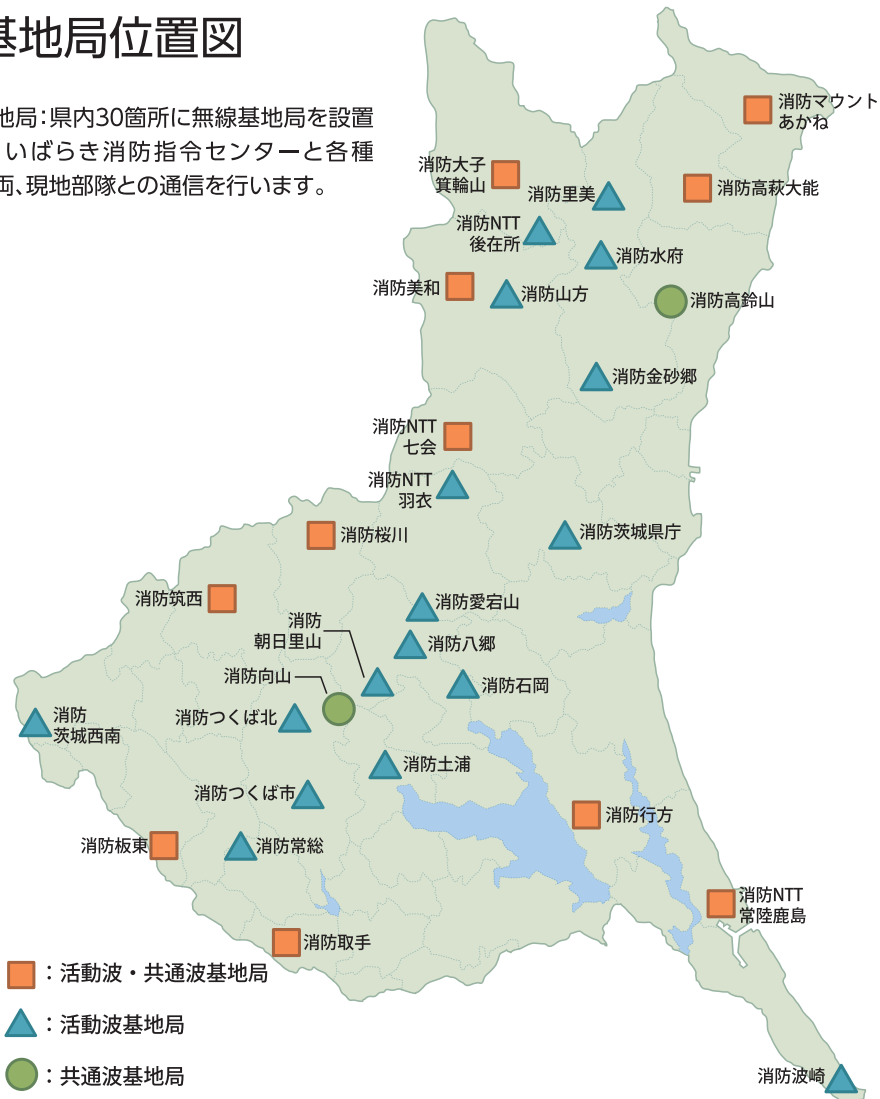 基地局位置図
地局：県内30箇所に無線基地局を設置
いばらき消防指令センターと各種
両、現地部隊との通信を行います。
消防マウント
あかね
消防大子
箕輪山
消防里美
消防高萩大能
消防NTT
後在所
消防水府
消防美和
消防山方
消防高鈴山
消防金砂郷
消防NTT
七会
消防NTT
羽衣
消防桜川
消防茨城県庁
消防筑西
消防愛宕山
消防
朝日里山
消防八郷
消防向山
消防石岡
消防つくば北
消防
茨城西南
消防土浦
消防つくば市
消防行方
消防板東
消防常総
消防NTT
常陸鹿島
消防取手
：活動波・共通波基地局
：活動波基地局
：共通波基地局
消防波崎